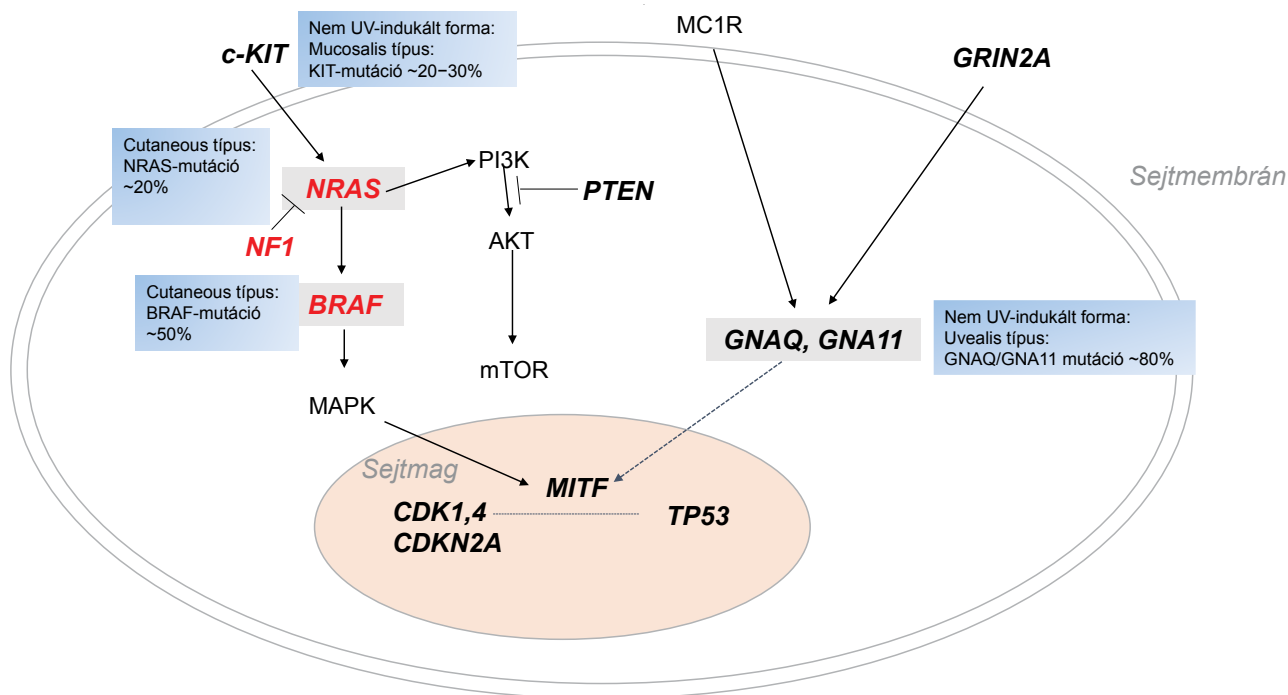 c-KIT
Nem UV-indukált forma:
Mucosalis típus:
KIT-mutáció ~20−30%
MC1R
GRIN2A
Cutaneous típus:
NRAS-mutáció
~20%
NRAS
PI3K
PTEN
Sejtmembrán
NF1
AKT
Cutaneous típus:
BRAF-mutáció
~50%
BRAF
mTOR
GNAQ, GNA11
Nem UV-indukált forma:
Uvealis típus:
GNAQ/GNA11 mutáció ~80%
MAPK
Sejtmag
MITF
CDK1,4
CDKN2A
TP53